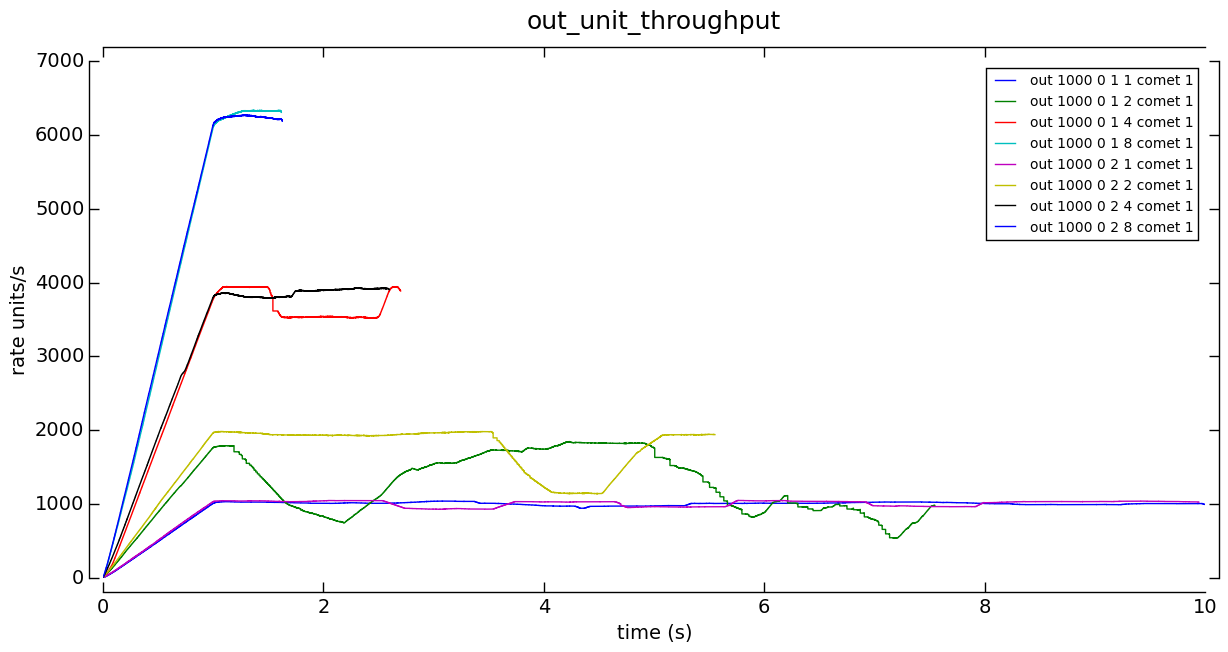 out_unit_throughput
7000
6000
5000
4000
3000
2000
1000
0
rate units/s
out 1000 0 1 1 comet 1
out 1000 0 1 2 comet 1
out 1000 0 1 4 comet 1
out 1000 0 1 8 comet 1
out 1000 0 2 1 comet 1
out 1000 0 2 2 comet 1
out 1000 0 2 4 comet 1
out 1000 0 2 8 comet 1
0 2 4 6 8 10
time (s)